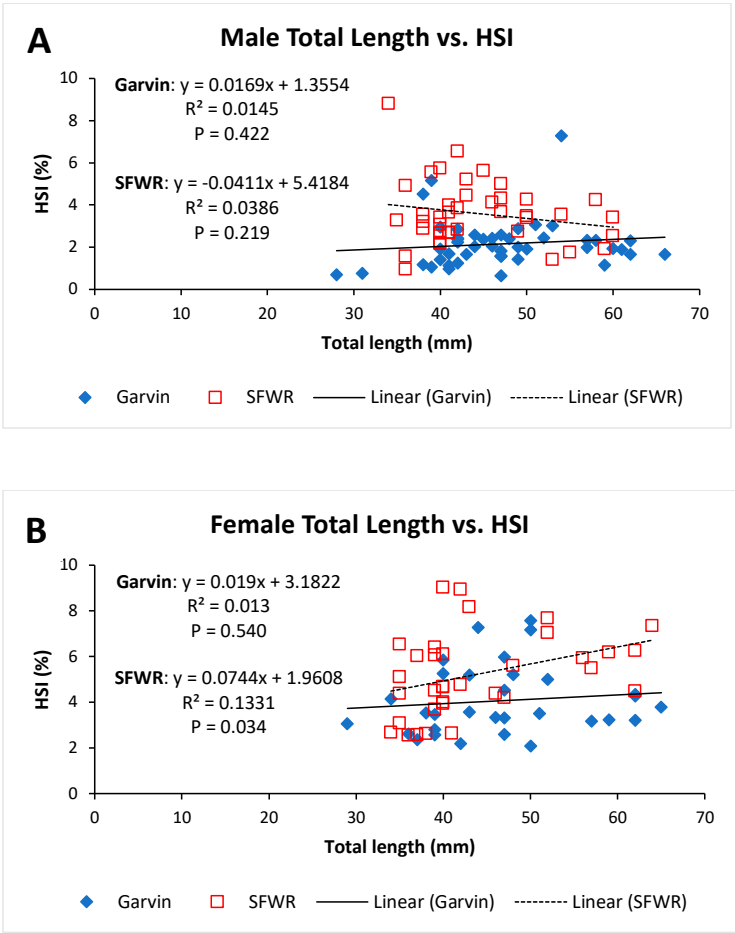 A
Male Total Length vs. HSI
Garvin: y = 0.0169x + 1.3554
R² = 0.0145
P = 0.422
SFWR: y = -0.0411x + 5.4184
R² = 0.0386
P = 0.219
HSI (%)
10
8
6
4
2
0
0 10 20 30 40 50 60 70
Total length (mm)
Garvin SFWR Linear (Garvin) Linear (SFWR)
B
Female Total Length vs. HSI
Garvin: y = 0.019x + 3.1822
R² = 0.013
P = 0.540
SFWR: y = 0.0744x + 1.9608
R² = 0.1331
P = 0.034
HSI (%)
10
8
6
4
2
0
0 10 20 30 40 50 60 70
Total length (mm)
Garvin SFWR Linear (Garvin) Linear (SFWR)